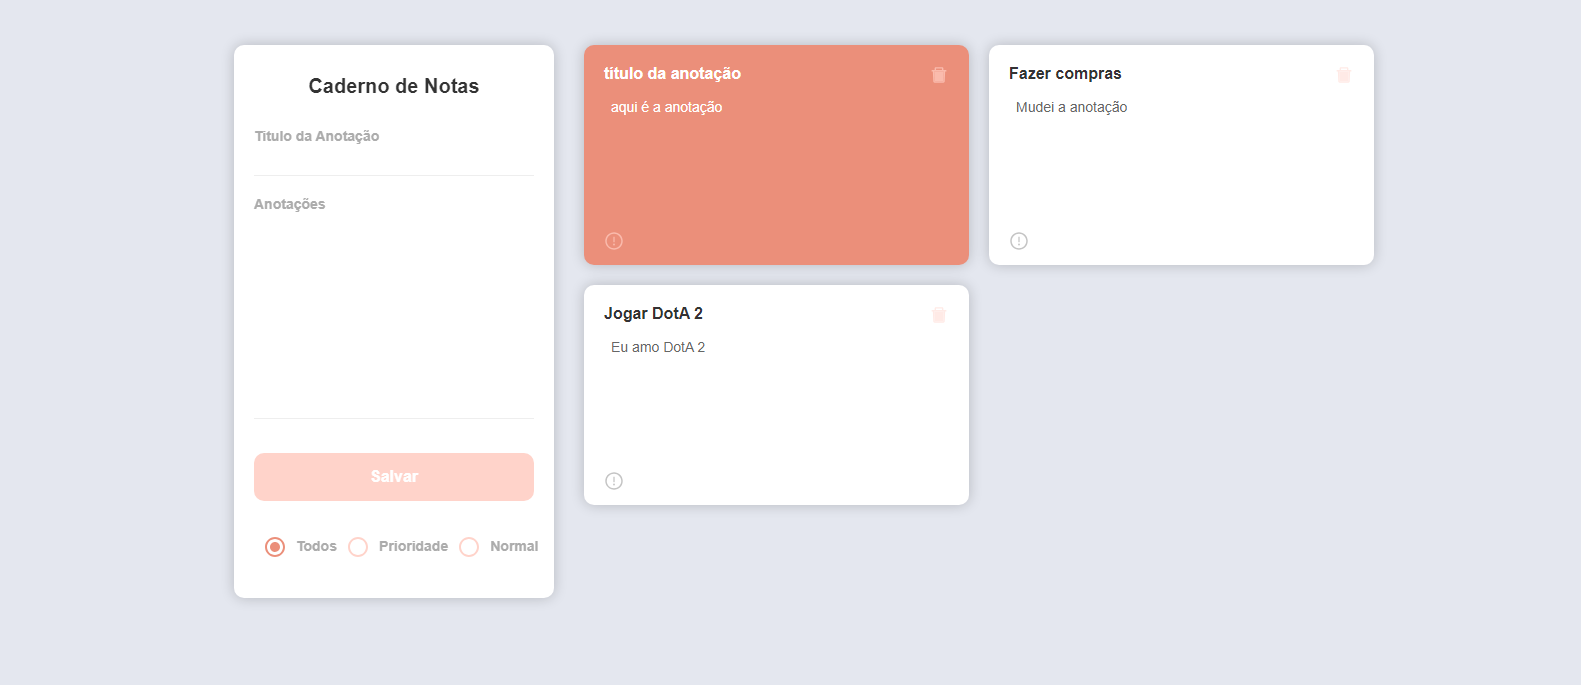 Caderno de Notas
Titulo da Anotação
Anotações
Salvar
Todos Prioridade Normal
titulo da anotação
aqui é a anotação
Fazer compras
Mudei a anotação
Jogar DotA 2
Eu amo DotA 2